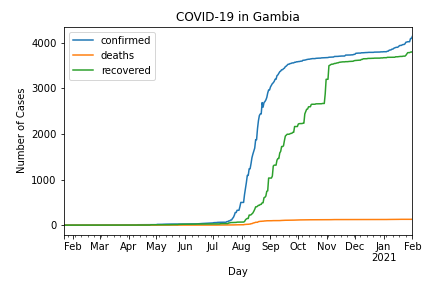 COVID-19 in Gambia
confirmed
deaths
recovered
Number of Cases
4000
3000
2000
1000
0
Feb Mar Apr May Jun Jul Aug Sep Oct Nov Dec Jan Feb
2021
Day